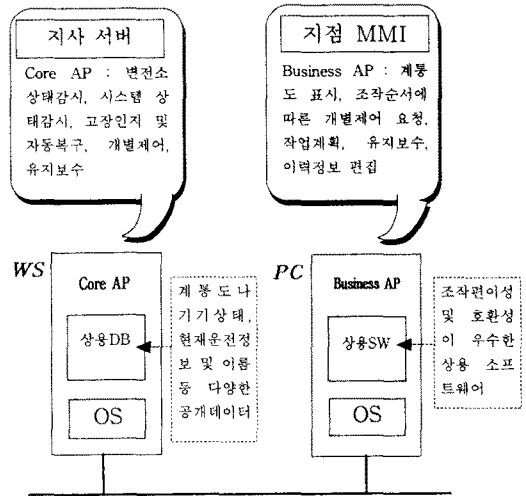 지사 서버
Core AP : 변전소
상태감시, 시스템 상
태감시, 고장인지 및
자동복구, 개별제어,
유지보수
지점 MMI
Business AP : 계통
도 표시, 조작순서에
따른 개별제어 요청,
작업계획, 유지보수,
이력정보 편집
WS
Core AP
상용DB
OS
계통도나
기기상태,
현재운전정
보 및 이름
등 다양한
공개데이터
PC
Business AP
상용SW
OS
조작편이성
및 호환성
이 우수한
상용 소프
트웨어